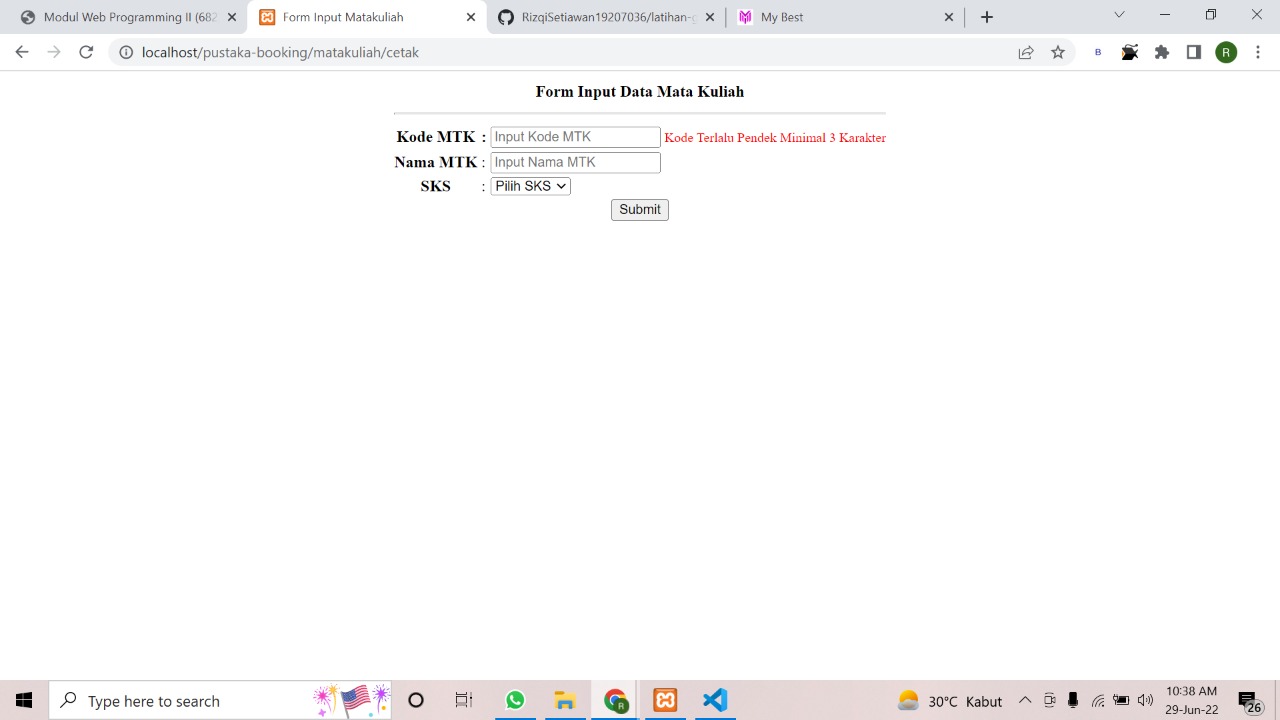 Modul Web Programming II (682
Form Input Matakuliah
RizqiSetiawan19207036/latihan-g
My Best
localhost/pustaka-booking/matakuliah/cetak
B
R
Form Input Data Mata Kuliah
Kode MTK : Input Kode MTK Kode Terlalu Pendek Minimal 3 Karakter
Nama MTK : Input Nama MTK
SKS : Pilih SKS
Submit
Type here to search
R
30°C Kabut
10:38 AM
29-Jun-22
26